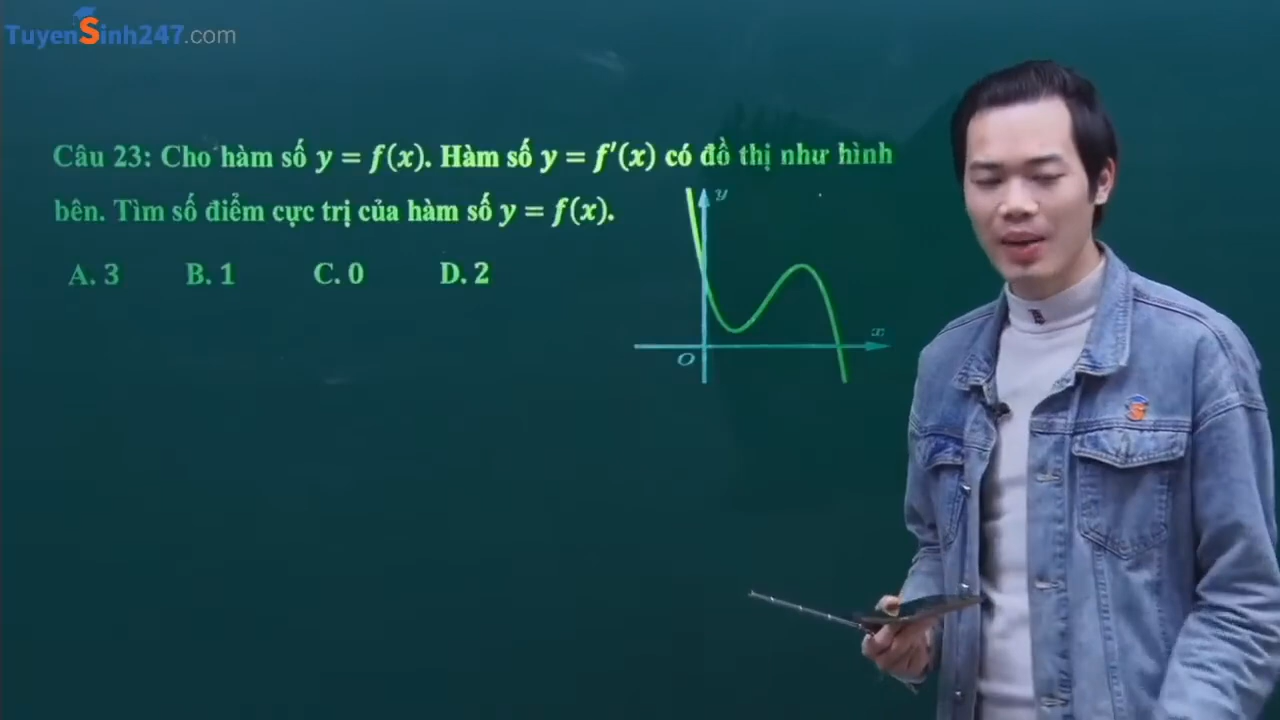 TuyenSinh247.com
Câu 23: Cho hàm số y = f(x). Hàm số y = f'(x) có đồ thị như hình
bên. Tìm số điểm cực trị của hàm số y = f(x).
A. 3 B. 1 C. 0 D. 2
y
x
O
S